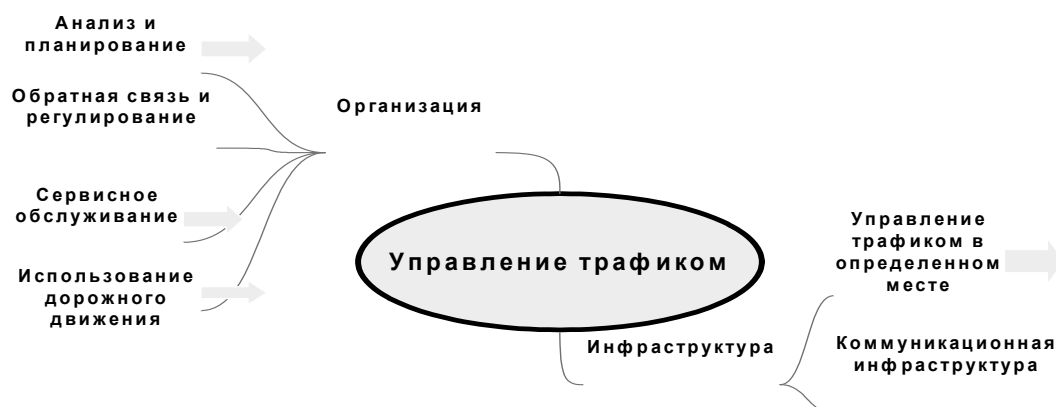 Анализ и
планирование
Обратная связь и
регулирование
Организация
Сервисное
обслуживание
Использование
дорожного
движения
Управление трафиком
Управление
трафиком в
определенном
месте
Инфраструктура
Коммуникационная
инфраструктура